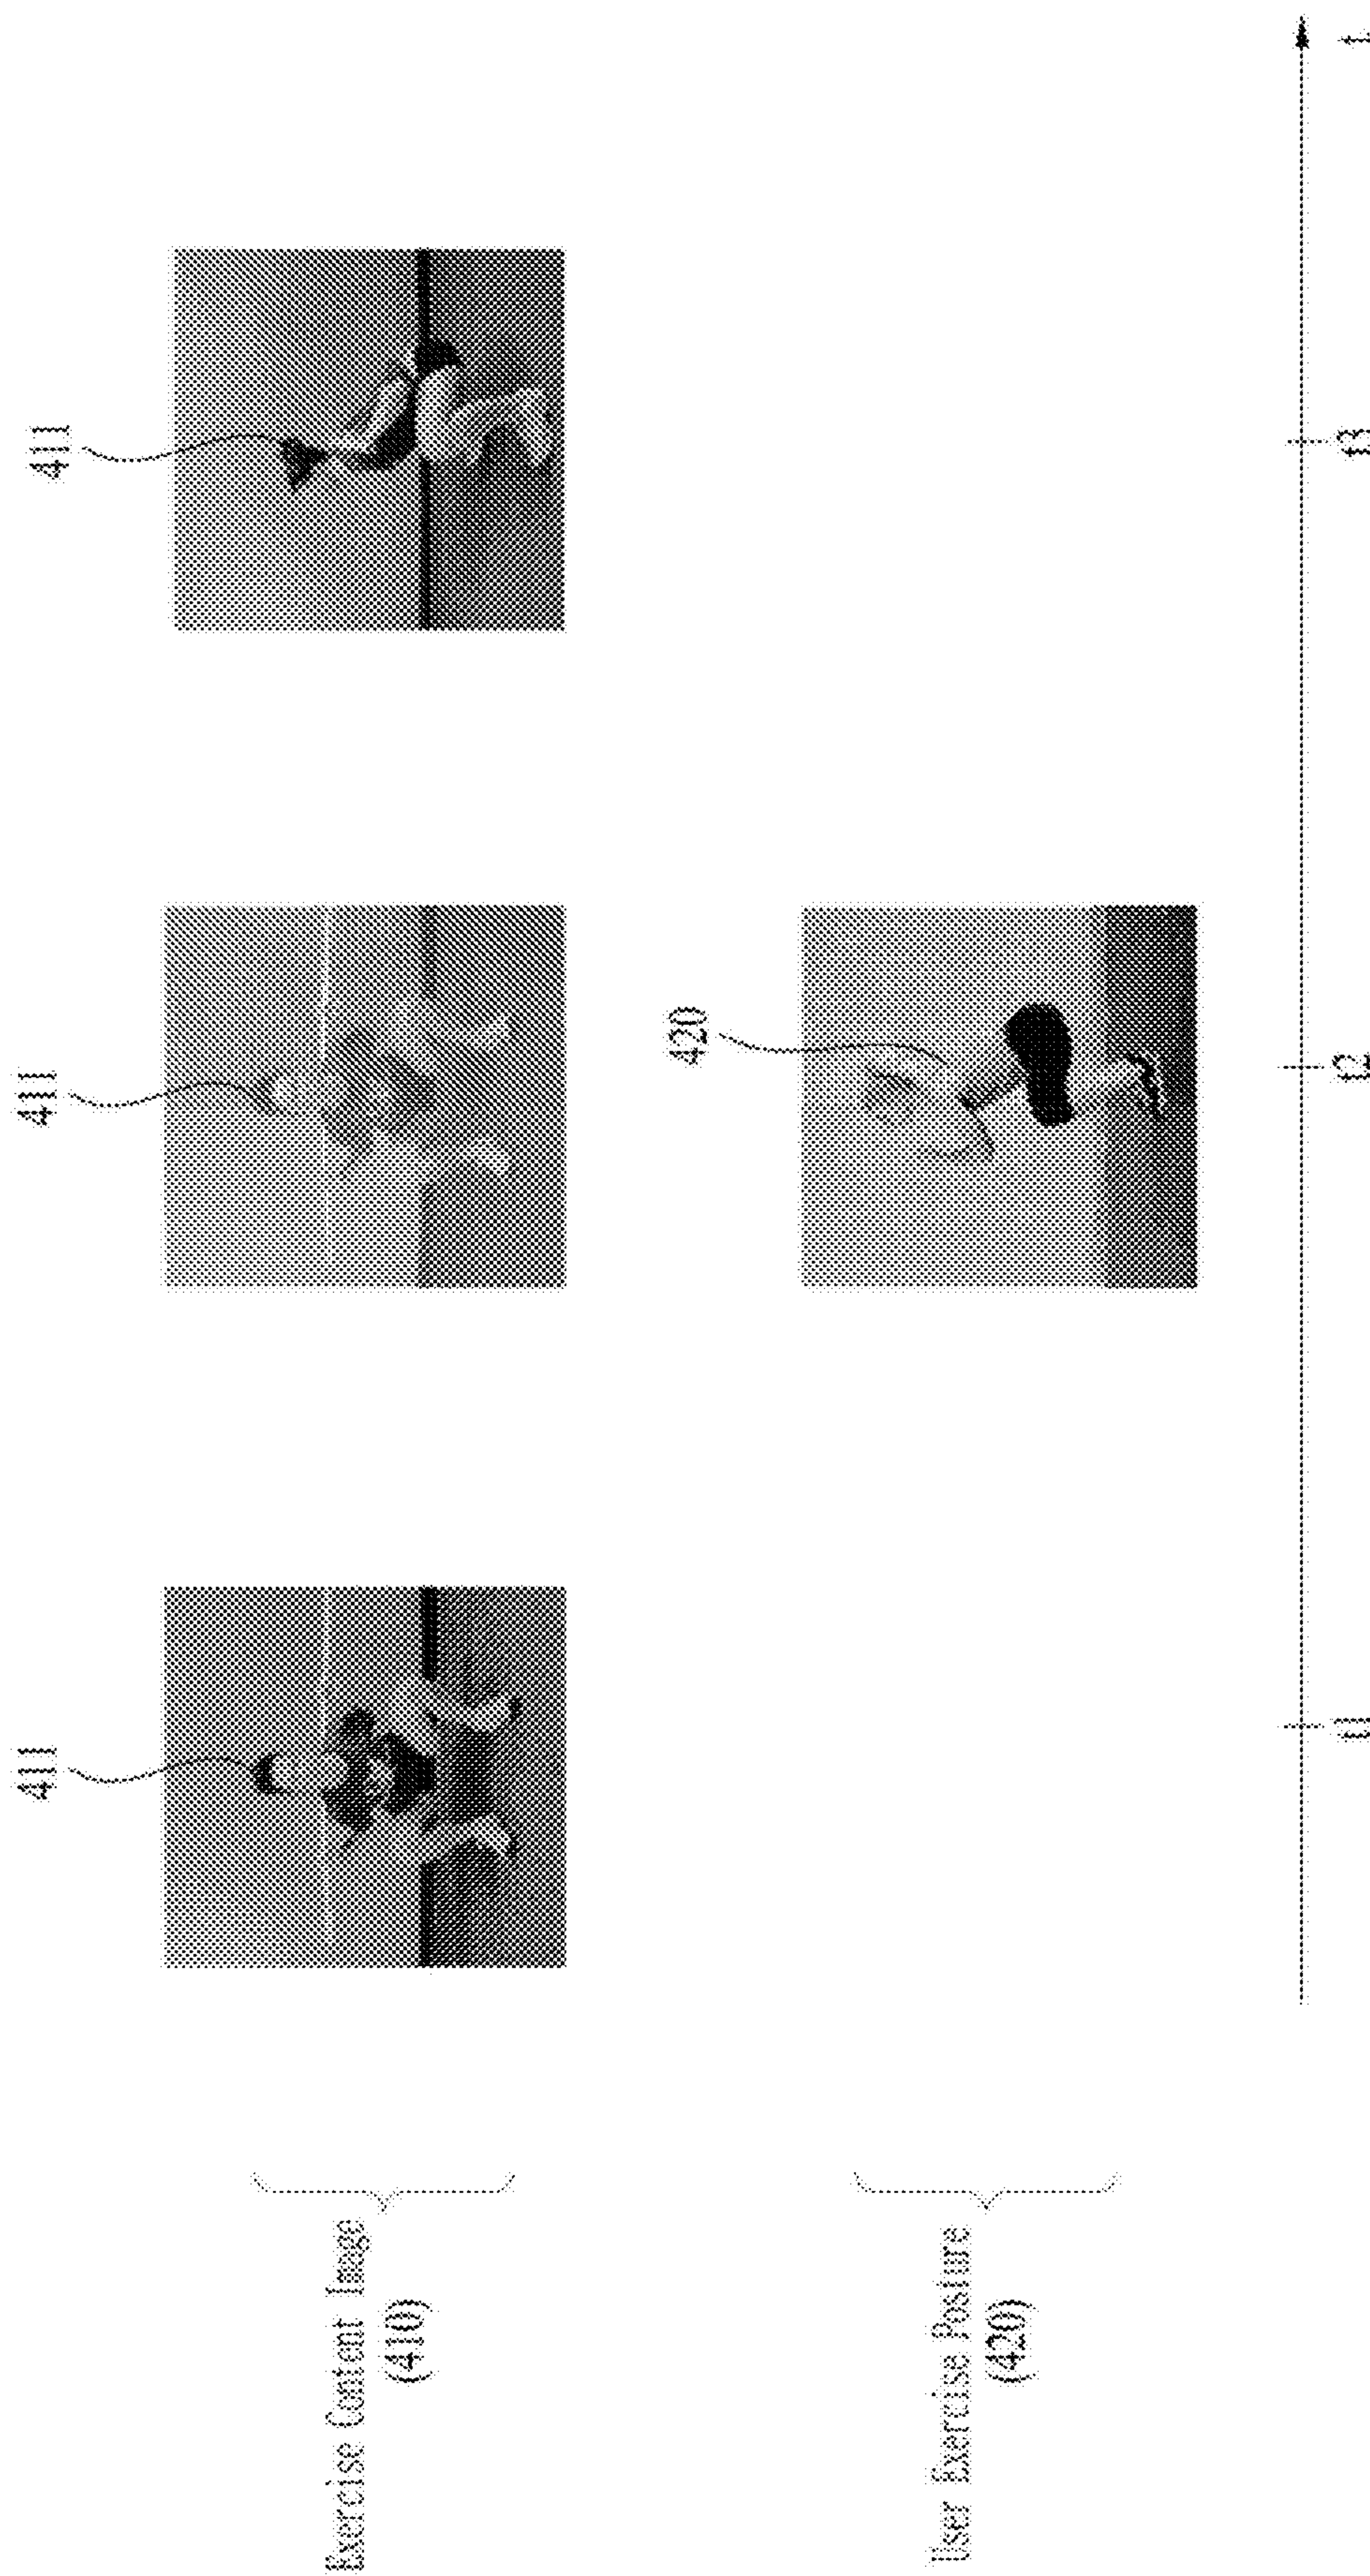 411
411
411
Exercise Content Image
(410)
420
User Exercise Posture
(420)
t1
t2
t3
t